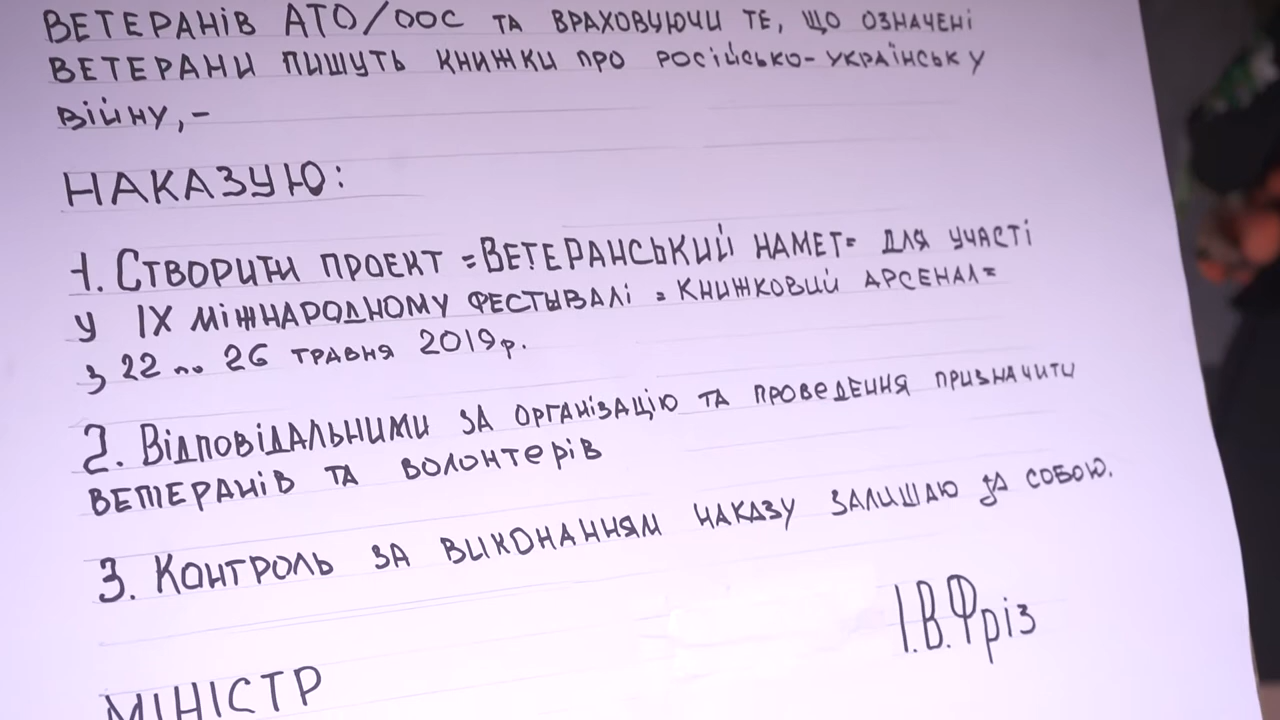 ВЕТЕРАНІВ АТО/ООС ТА ВРАХОВУЮЧИ ТЕ, ЩО ОЗНАЧЕНІ
ВЕТЕРАНИ ПИШУТЬ КНИЖКИ ПРО РОСІЙСЬКО-УКРАЇНСЬКУ
ВІЙНУ,-
НАКАЗУЮ:
1. СТВОРИТИ ПРОЕКТ "ВЕТЕРАНСЬКИЙ НАМЕТ" ДЛЯ УЧАСТІ
У ІХ МІЖНАРОДНОМУ ФЕСТЫВАЛІ "КНИЖКОВИЙ АРСЕНАЛ"
З 22 по 26 ТРАВНЯ 2019р.
2. ВІДПОВІДАЛЬНИМИ ЗА ОРГАНІЗАЦІЮ ТА ПРОВЕДЕННЯ ПРИЗНАЧИТИ
ВЕТЕРАНІВ ТА ВОЛОНТЕРІВ
3. КОНТРОЛЬ ЗА ВИКОНАННЯМ НАКАЗУ ЗАЛИШАЮ ЗА СОБОЮ.
І.В.Фріз
МІНІСТР